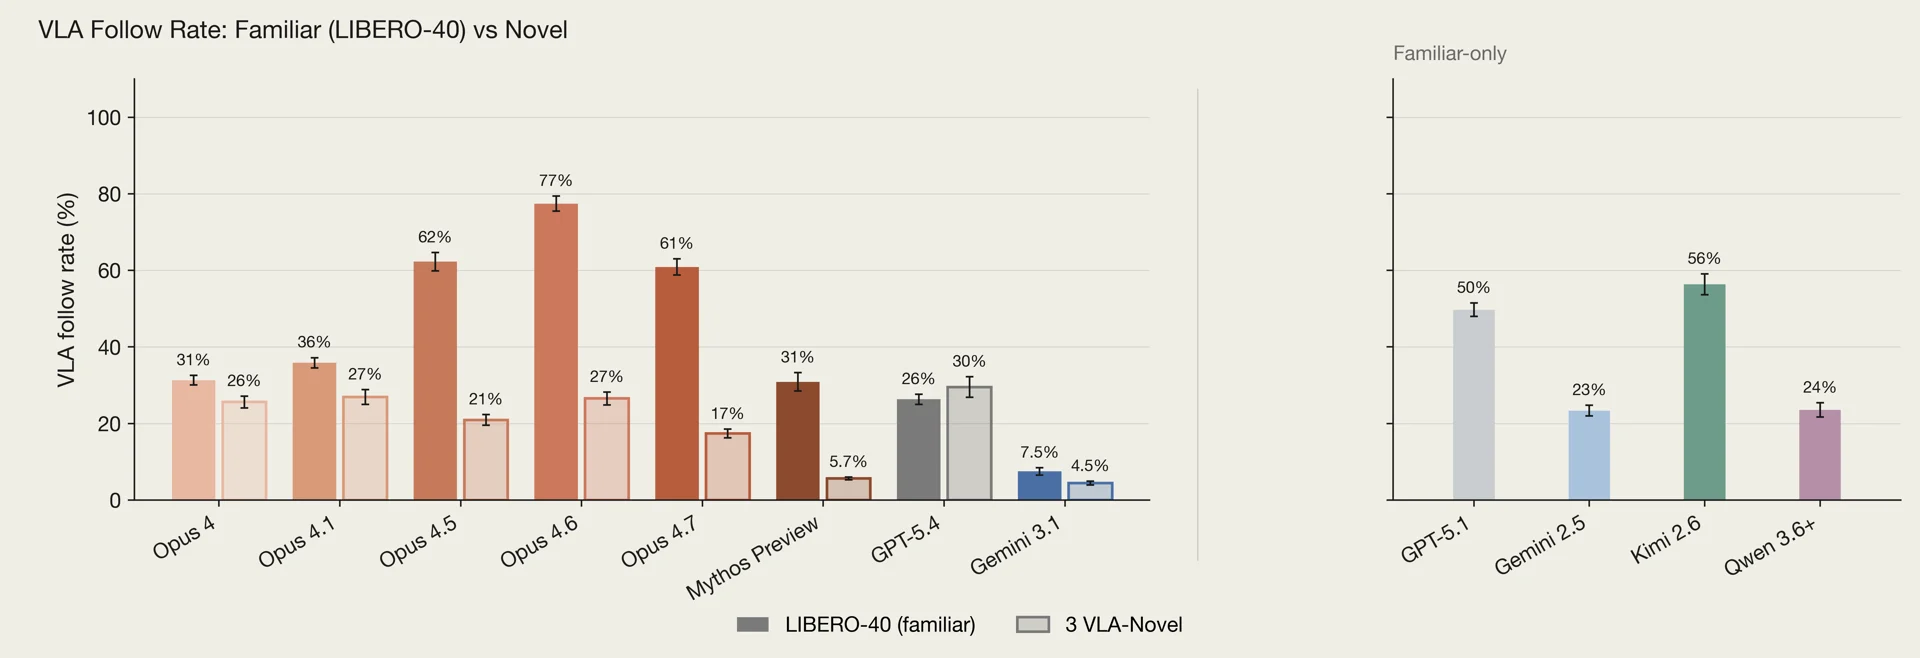 VLA Follow Rate: Familiar (LIBERO-40) vs Novel
Familiar-only
VLA follow rate (%)
100
80
60
40
20
0
31%
26%
36%
27%
62%
21%
77%
27%
61%
17%
31%
5.7%
26%
30%
7.5%
4.5%
50%
23%
56%
24%
Opus 4
Opus 4.1
Opus 4.5
Opus 4.6
Opus 4.7
Mythos Preview
GPT-5.4
Gemini 3.1
GPT-5.1
Gemini 2.5
Kimi 2.6
Qwen 3.6+
LIBERO-40 (familiar)
3 VLA-Novel